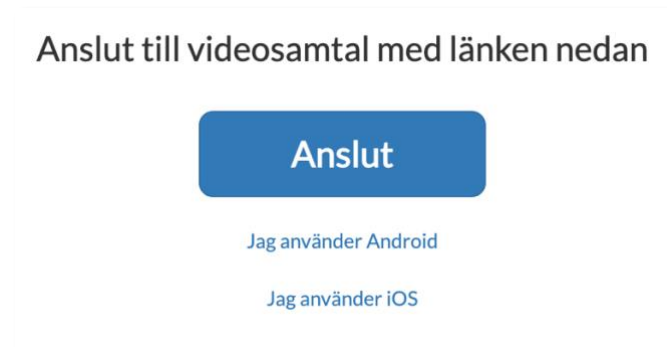 Anslut till videosamtal med länken nedan
Anslut
Jag använder Android
Jag använder iOS